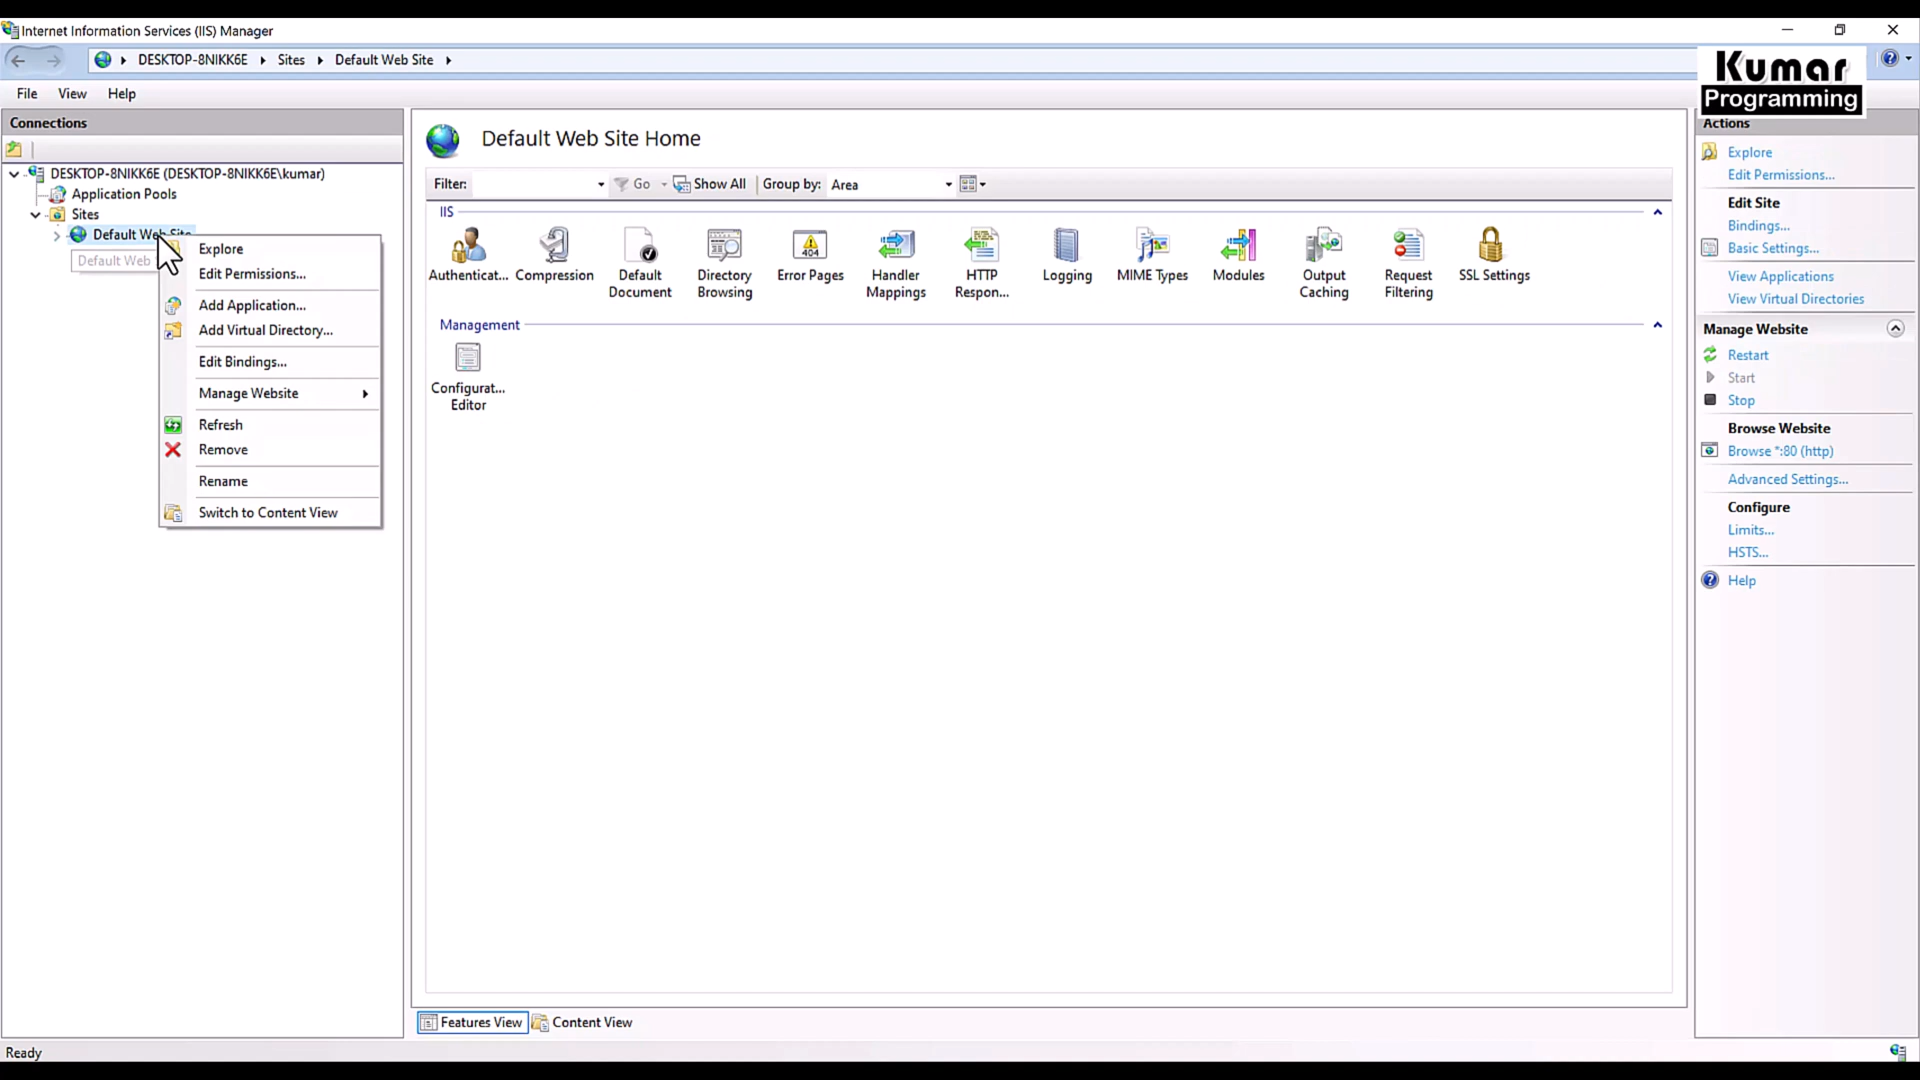 Internet Information Services (IIS) Manager
DESKTOP-8NIKK6E Sites Default Web Site
Kumar
Programming
File View Help
Connections
DESKTOP-8NIKK6E (DESKTOP-8NIKK6E\kumar)
Application Pools
Sites
Default Web Site
Default Web
Explore
Edit Permissions...
Add Application...
Add Virtual Directory...
Edit Bindings...
Manage Website
Refresh
Remove
Rename
Switch to Content View
Default Web Site Home
Filter: Go Show All Group by: Area
IIS
Authenticat...
Compression
Default
Document
Directory
Browsing
Error Pages
404
Handler
Mappings
HTTP
Respon...
Logging
MIME Types
Modules
Output
Caching
Request
Filtering
SSL Settings
Management
Configurat...
Editor
Features View
Content View
Actions
Explore
Edit Permissions...
Edit Site
Bindings...
Basic Settings...
View Applications
View Virtual Directories
Manage Website
Restart
Start
Stop
Browse Website
Browse *:80 (http)
Advanced Settings...
Configure
Limits...
HSTS...
Help
Ready